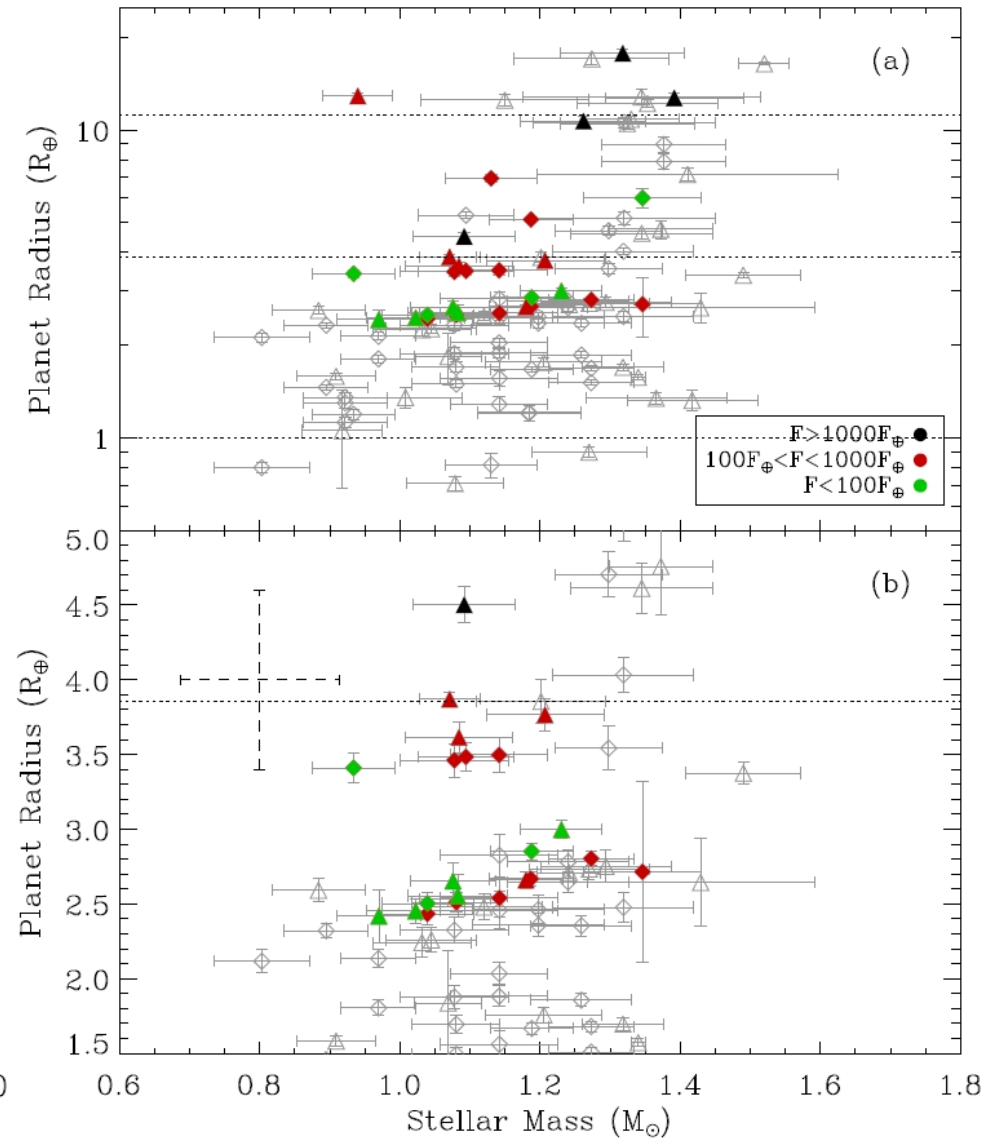 (a)
10
1
Planet Radius (R⊕)
F>1000F⊕
100F⊕<F<1000F⊕
F<100F⊕
(b)
5.0
4.5
4.0
3.5
3.0
2.5
2.0
1.5
Planet Radius (R⊕)
0
0.6 0.8 1.0 1.2 1.4 1.6 1.8
Stellar Mass (M⊙)